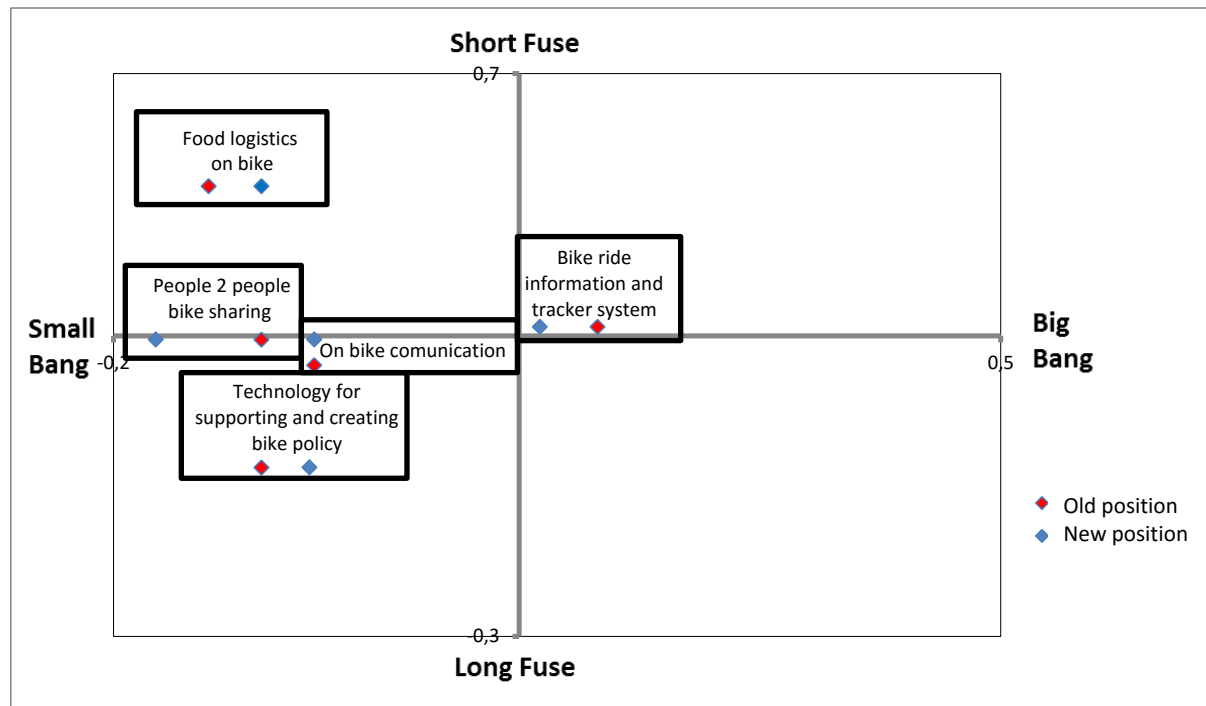 Short Fuse
0,7
Food logistics
on bike
People 2 people
bike sharing
Bike ride
information and
tracker system
Small
Bang
-0,2
On bike comunication
Big
Bang
0,5
Technology for
supporting and creating
bike policy
Old position
New position
-0,3
Long Fuse